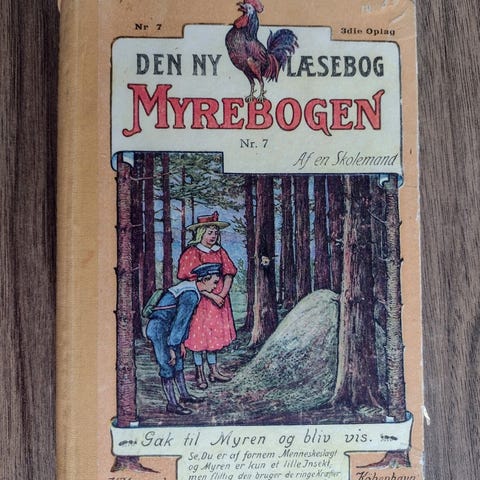 Nr 7
3die Oplag
DEN NY LÆSEBOG
MYREBOGEN
Nr. 7
Af en Skolemand
Gak til Myren og bliv vis.
Se, Du er af fornem Menneskeslægt
og Myren er kun et lille Insekt,
men flittig den bruger de ringe Kræfter
København